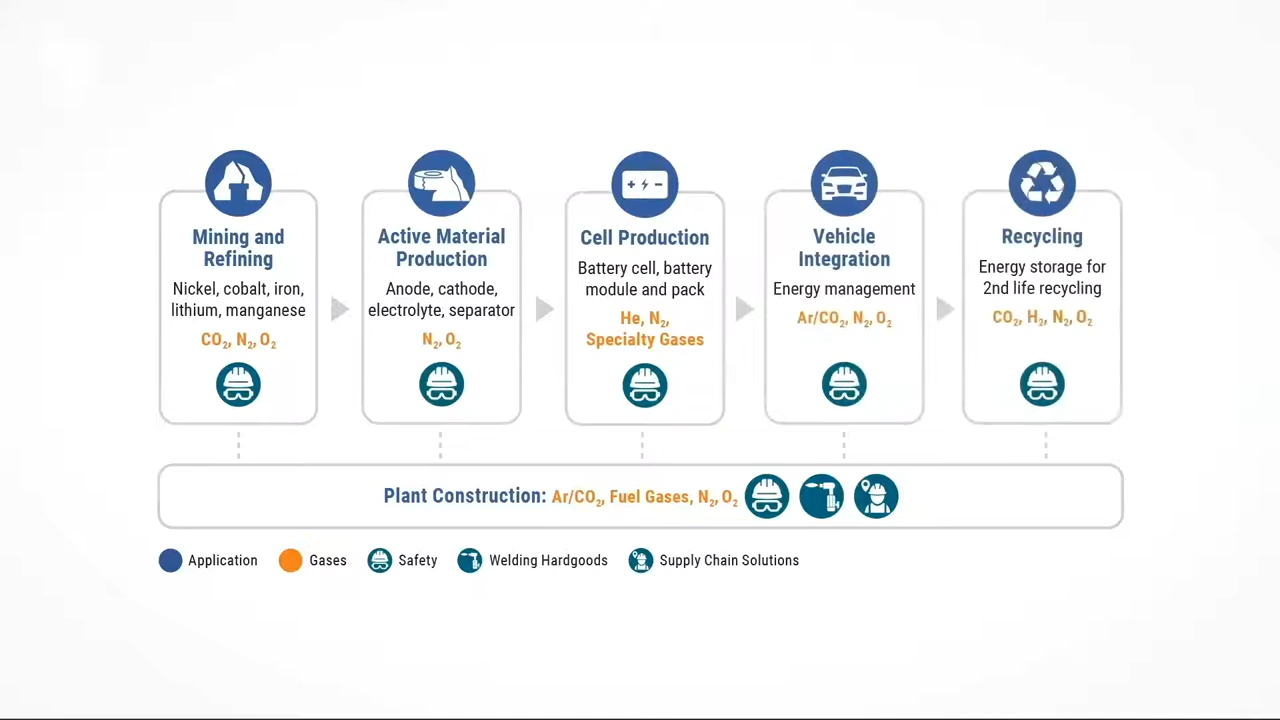 Mining and
Refining
Nickel, cobalt, iron,
lithium, manganese
CO₂, N₂, O₂
Active Material
Production
Anode, cathode,
electrolyte, separator
N₂, O₂
Cell Production
Battery cell, battery
module and pack
He, N₂,
Specialty Gases
Vehicle
Integration
Energy management
Ar/CO₂, N₂, O₂
Recycling
Energy storage for
2nd life recycling
CO₂, H₂, N₂, O₂
Plant Construction: Ar/CO₂, Fuel Gases, N₂, O₂
Application Gases Safety Welding Hardgoods Supply Chain Solutions